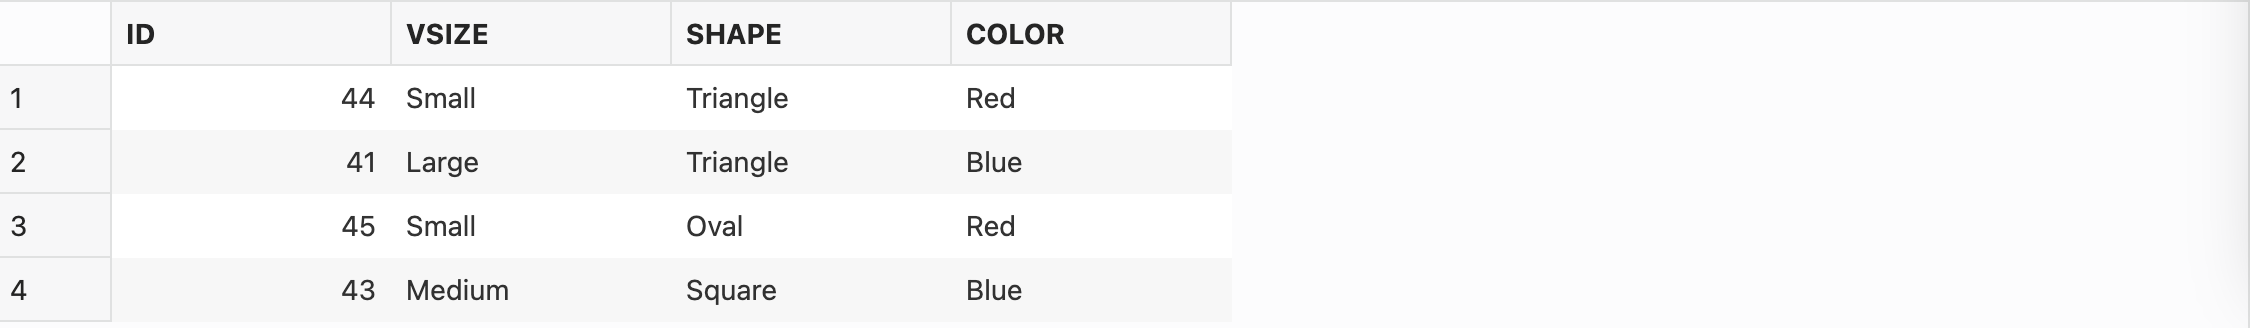 ID VSIZE SHAPE COLOR
1 44 Small Triangle Red
2 41 Large Triangle Blue
3 45 Small Oval Red
4 43 Medium Square Blue